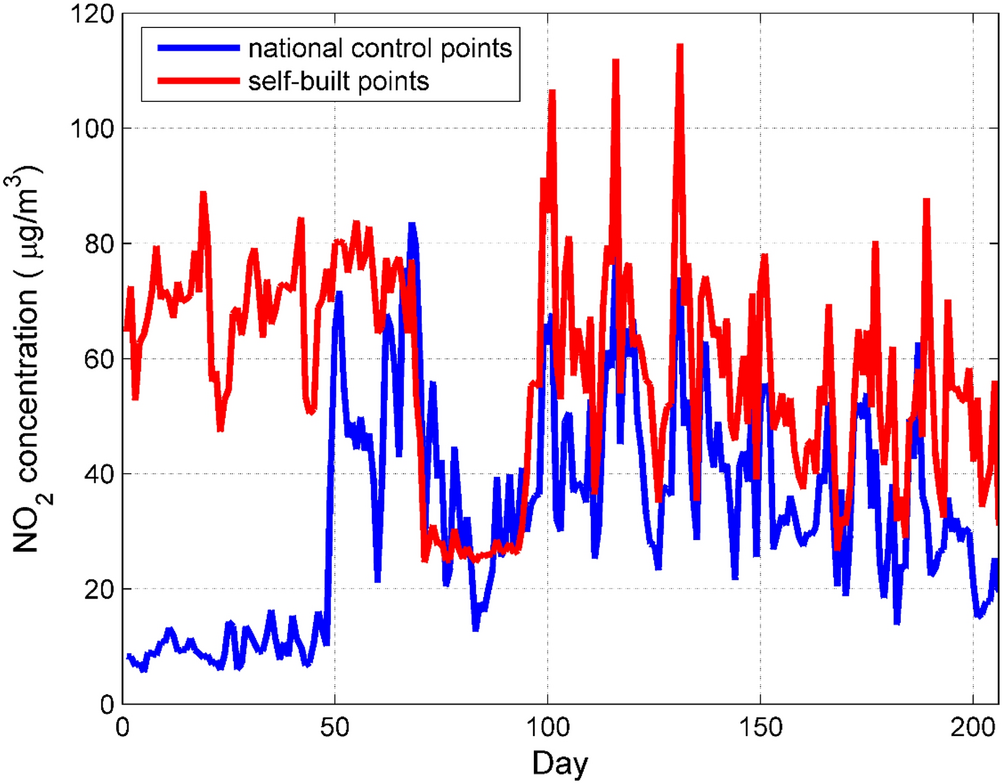 120
100
80
60
40
20
0
NO2 concentration ( μg/m3)
national control points
self-built points
0 50 100 150 200
Day